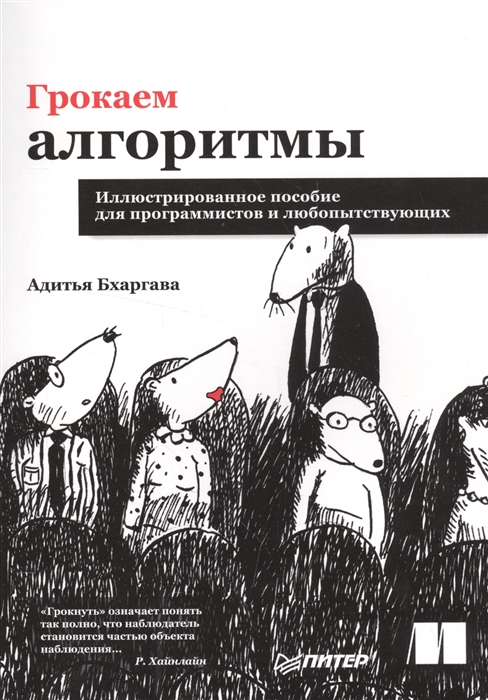 Грокаем
алгоритмы
Иллюстрированное пособие
для программистов и любопытствующих
Адитья Бхаргава
«Грокнуть» означает понять
так полно, что наблюдатель
становится частью объекта
наблюдения...
Р. Хайнлайн
ПИТЕР